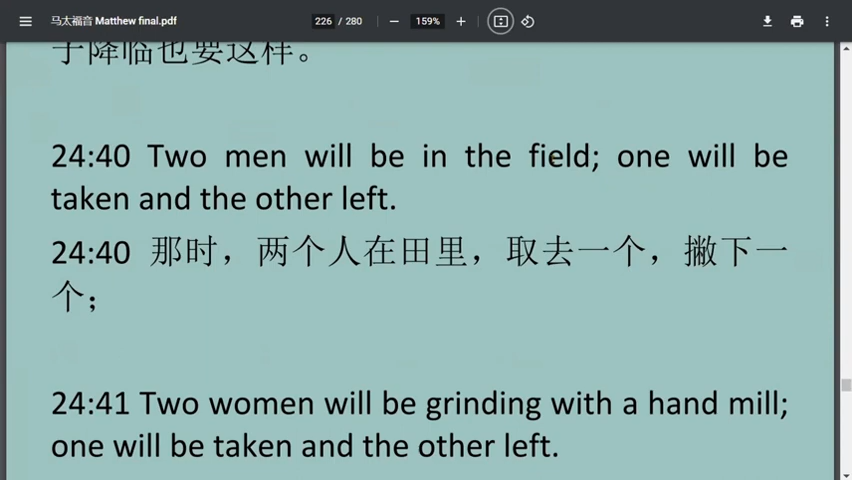 马太福音 Matthew final.pdf
226 / 280
159%
于降临也要这样。
24:40 Two men will be in the field; one will be
taken and the other left.
24:40 那时，两个人在田里，取去一个，撇下一
个；
24:41 Two women will be grinding with a hand mill;
one will be taken and the other left.